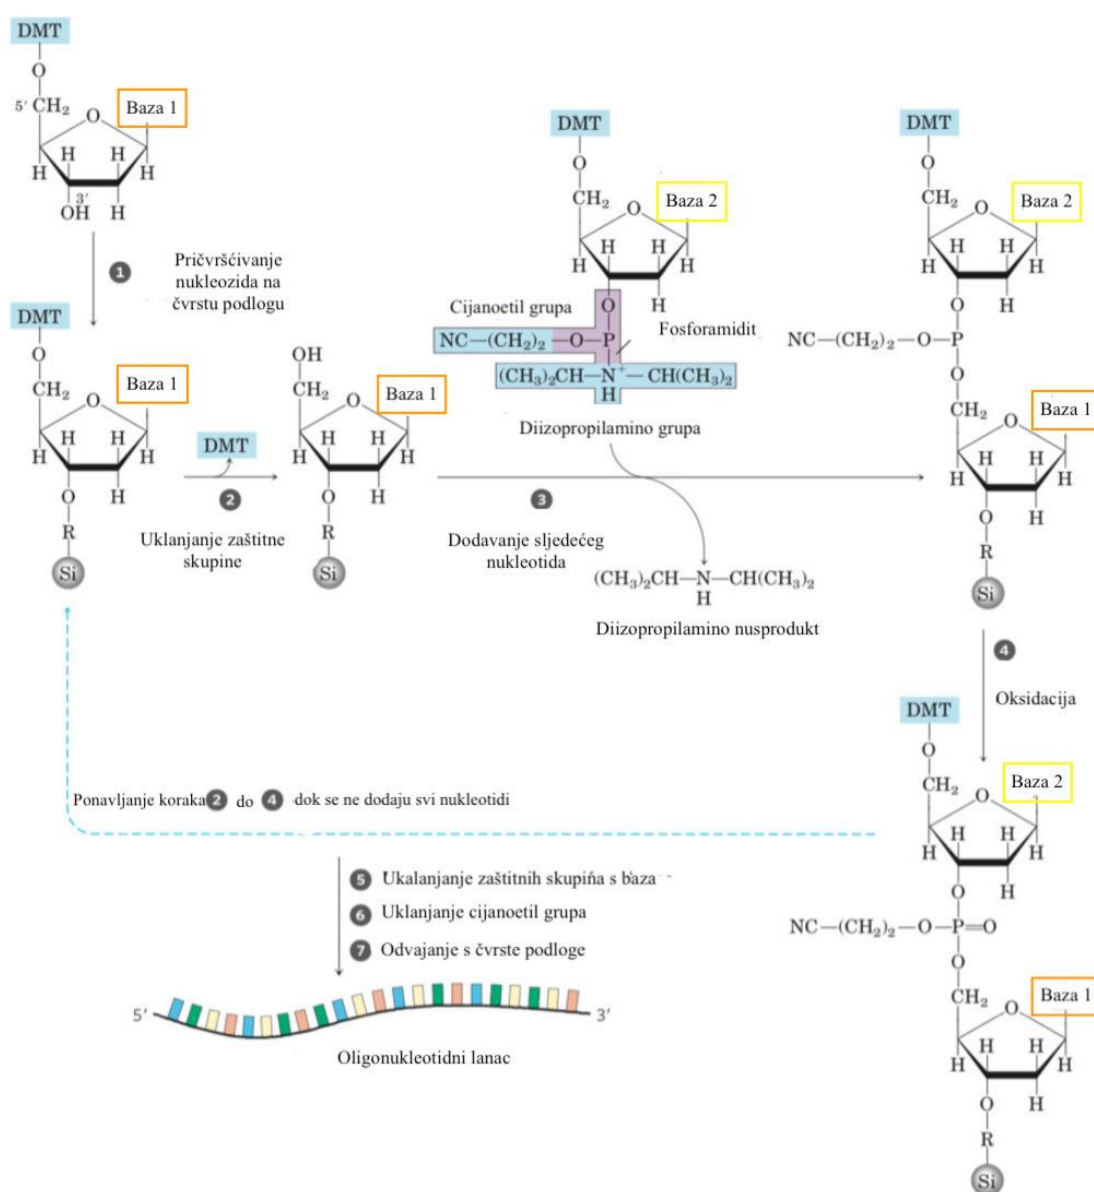 DMT
O
5' CH₂
O
Baza 1
H H
H H
3'
OH H
1
Pričvršćivanje
nukleozida na
čvrstu podlogu
DMT
O
CH₂
O
Baza 1
H H
H H
O H
R
Si
DMT
2
Uklanjanje zaštitne
skupine
OH
CH₂
O
Baza 1
H H
H H
O H
R
Si
DMT
O
CH₂
O
Baza 2
H H
H H
H
Cijanoetil grupa
O
Fosforamidit
NC—(CH₂)₂—O—P
(CH₃)₂CH—N⁺—CH(CH₃)₂
H
Diizopropilamino grupa
3
Dodavanje sljedećeg
nukleotida
(CH₃)₂CH—N—CH(CH₃)₂
H
Diizopropilamino nusprodukt
DMT
O
CH₂
O
Baza 2
H H
H H
O H
NC—(CH₂)₂—O—P
O
CH₂
O
Baza 1
H H
H H
O H
R
Si
4
Oksidacija
DMT
O
CH₂
O
Baza 2
H H
H H
O H
NC—(CH₂)₂—O—P=O
O
CH₂
O
Baza 1
H H
H H
O H
R
Si
Ponavljanje koraka 2 do 4 dok se ne dodaju svi nukleotidi
5 Ukalanjanje zaštitnih skupina s baza
6 Uklanjanje cijanoetil grupa
7 Odvajanje s čvrste podloge
5' 3'
Oligonukleotidni lanac